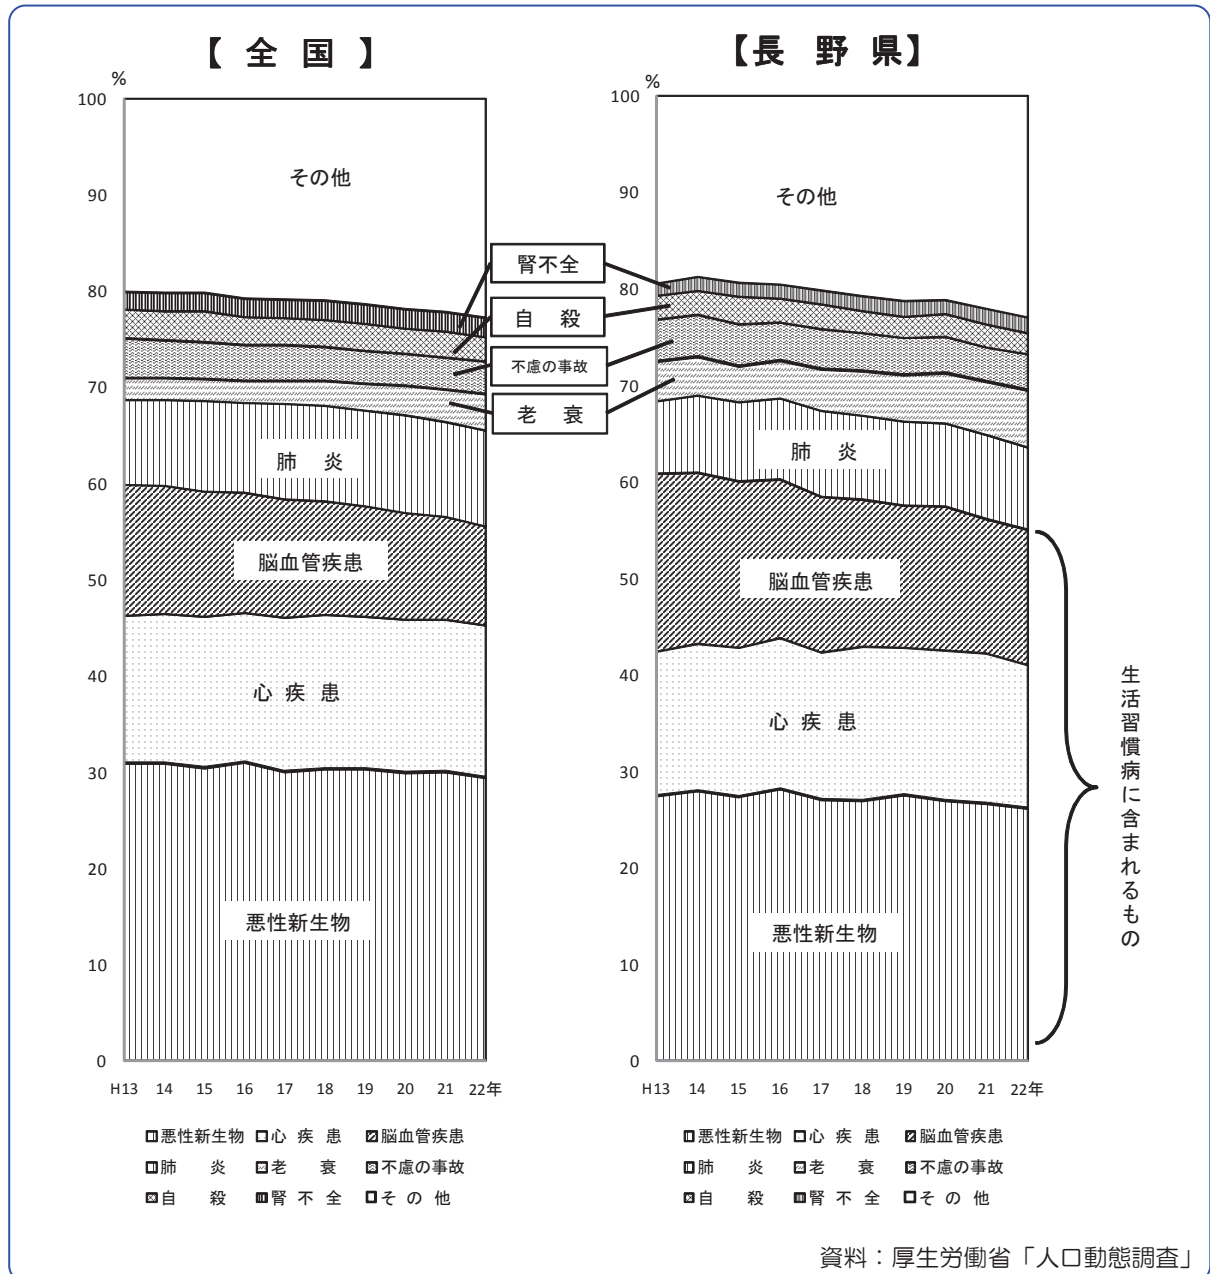 【 全 国 】
%
100
90
80
70
60
50
40
30
20
10
0
その他
肺 炎
脳血管疾患
心 疾 患
悪性新生物
H13 14 15 16 17 18 19 20 21 22年
悪性新生物 心 疾 患 脳血管疾患
肺 炎 老 衰 不慮の事故
自 殺 腎 不 全 そ の 他
腎不全
自 殺
不慮の事故
老 衰
【長 野 県】
%
100
90
80
70
60
50
40
30
20
10
0
その他
肺 炎
脳血管疾患
心 疾 患
悪性新生物
H13 14 15 16 17 18 19 20 21 22年
悪性新生物 心 疾 患 脳血管疾患
肺 炎 老 衰 不慮の事故
自 殺 腎 不 全 そ の 他
生活習慣病に含まれるもの
資料：厚生労働省「人口動態調査」